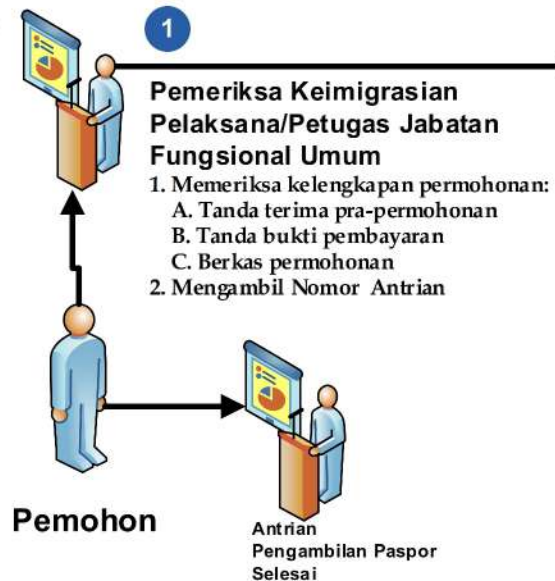 1
Pemeriksa Keimigrasian
Pelaksana/Petugas Jabatan
Fungsional Umum
1. Memeriksa kelengkapan permohonan:
A. Tanda terima pra-permohonan
B. Tanda bukti pembayaran
C. Berkas permohonan
2. Mengambil Nomor Antrian
Pemohon
Antrian
Pengambilan Paspor
Selesai